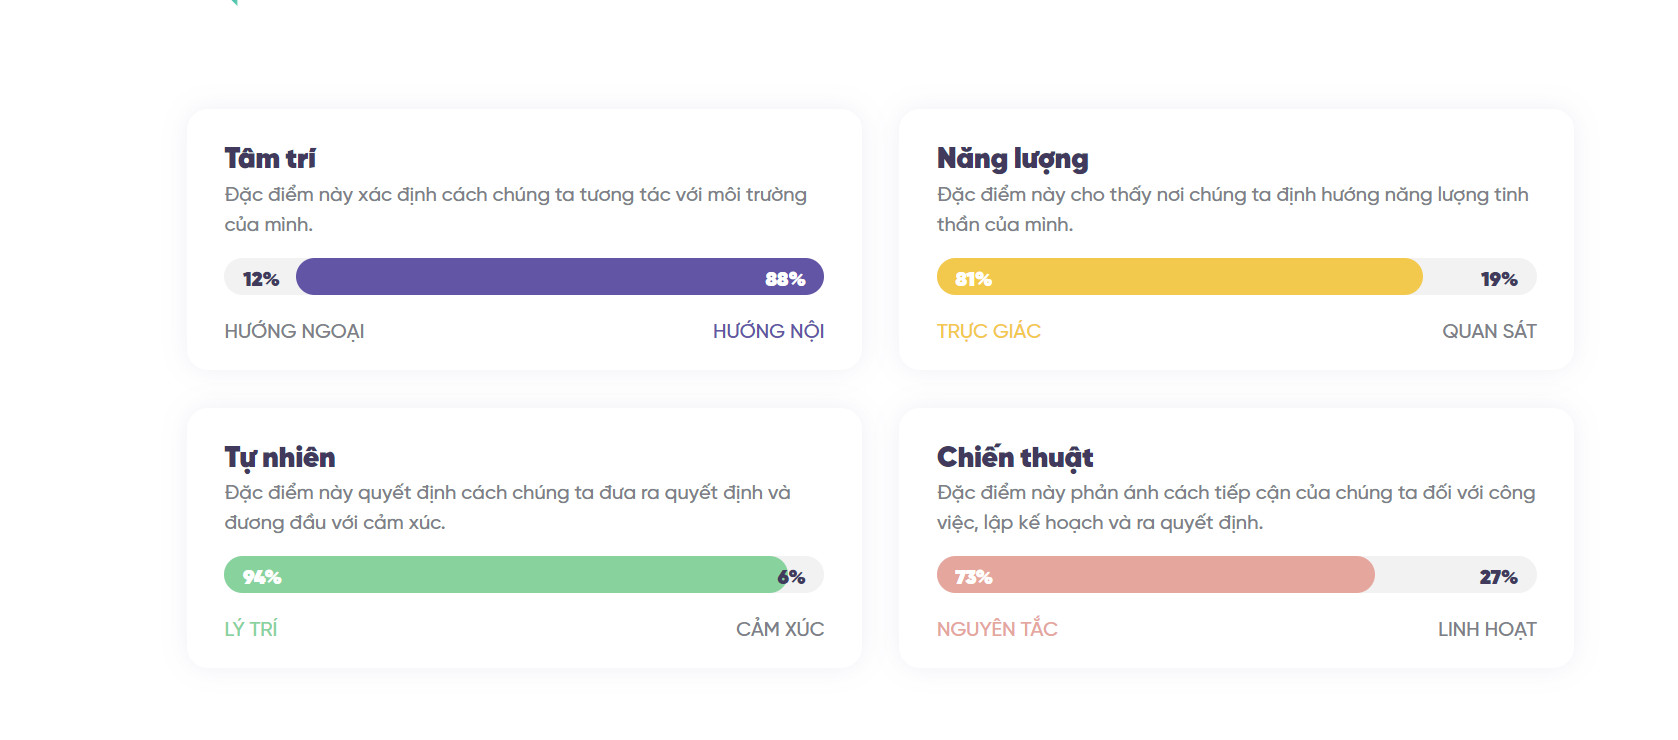 Tâm trí
Đặc điểm này xác định cách chúng ta tương tác với môi trường
của mình.
12%
88%
HƯỚNG NGOẠI
HƯỚNG NỘI
Năng lượng
Đặc điểm này cho thấy nơi chúng ta định hướng năng lượng tinh
thần của mình.
81%
19%
TRỰC GIÁC
QUAN SÁT
Tự nhiên
Đặc điểm này quyết định cách chúng ta đưa ra quyết định và
đương đầu với cảm xúc.
94%
6%
LÝ TRÍ
CẢM XÚC
Chiến thuật
Đặc điểm này phản ánh cách tiếp cận của chúng ta đối với công
việc, lập kế hoạch và ra quyết định.
73%
27%
NGUYÊN TẮC
LINH HOẠT